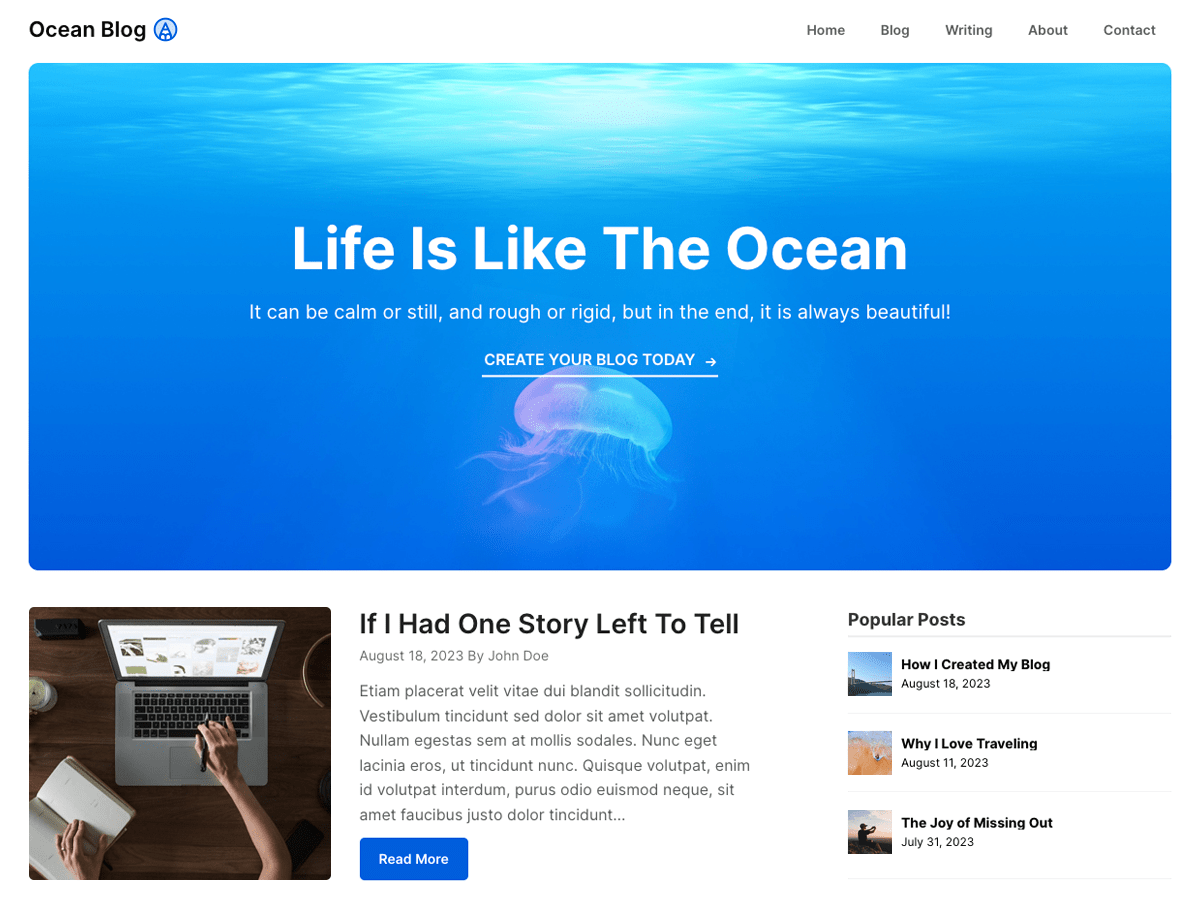 Ocean Blog
Home Blog Writing About Contact
Life Is Like The Ocean
It can be calm or still, and rough or rigid, but in the end, it is always beautiful!
CREATE YOUR BLOG TODAY →
If I Had One Story Left To Tell
August 18, 2023 By John Doe
Etiam placerat velit vitae dui blandit sollicitudin.
Vestibulum tincidunt sed dolor sit amet volutpat.
Nullam egestas sem at mollis sodales. Nunc eget
lacinia eros, ut tincidunt nunc. Quisque volutpat, enim
id volutpat interdum, purus odio euismod neque, sit
amet faucibus justo dolor tincidunt...
Read More
Popular Posts
How I Created My Blog
August 18, 2023
Why I Love Traveling
August 11, 2023
The Joy of Missing Out
July 31, 2023